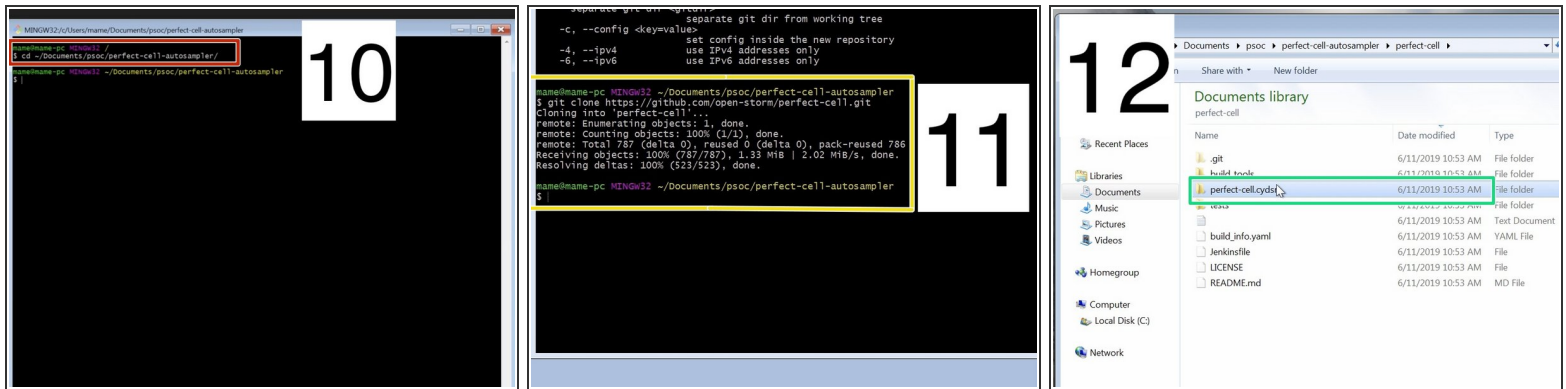 MINGW32:/c/Users/mame/Documents/psoc/perfect-cell-autosampler
mame@mame-pc MINGW32 /
$ cd ~/Documents/psoc/perfect-cell-autosampler/
mame@mame-pc MINGW32 ~/Documents/psoc/perfect-cell-autosampler
$
10
separate git dir <gitdir>
separate git dir from working tree
-c, --config <key=value>
set config inside the new repository
-4, --ipv4 use IPv4 addresses only
-6, --ipv6 use IPv6 addresses only
mame@mame-pc MINGW32 ~/Documents/psoc/perfect-cell-autosampler
$ git clone https://github.com/open-storm/perfect-cell.git
Cloning into 'perfect-cell'...
remote: Enumerating objects: 1, done.
remote: Counting objects: 100% (1/1), done.
remote: Total 787 (delta 0), reused 0 (delta 0), pack-reused 786
Receiving objects: 100% (787/787), 1.33 MiB | 2.02 MiB/s, done.
Resolving deltas: 100% (523/523), done.
mame@mame-pc MINGW32 ~/Documents/psoc/perfect-cell-autosampler
$
11
12
Documents psoc perfect-cell-autosampler perfect-cell
Share with New folder
Documents library
perfect-cell
Name Date modified Type
.git 6/11/2019 10:53 AM File folder
build_tools 6/11/2019 10:53 AM File folder
perfect-cell.cydsn 6/11/2019 10:53 AM File folder
tests 6/11/2019 10:53 AM File folder
6/11/2019 10:53 AM Text Document
build_info.yaml 6/11/2019 10:53 AM YAML File
Jenkinsfile 6/11/2019 10:53 AM File
LICENSE 6/11/2019 10:53 AM File
README.md 6/11/2019 10:53 AM MD File
Recent Places
Libraries
Documents
Music
Pictures
Videos
Homegroup
Computer
Local Disk (C:)
Network